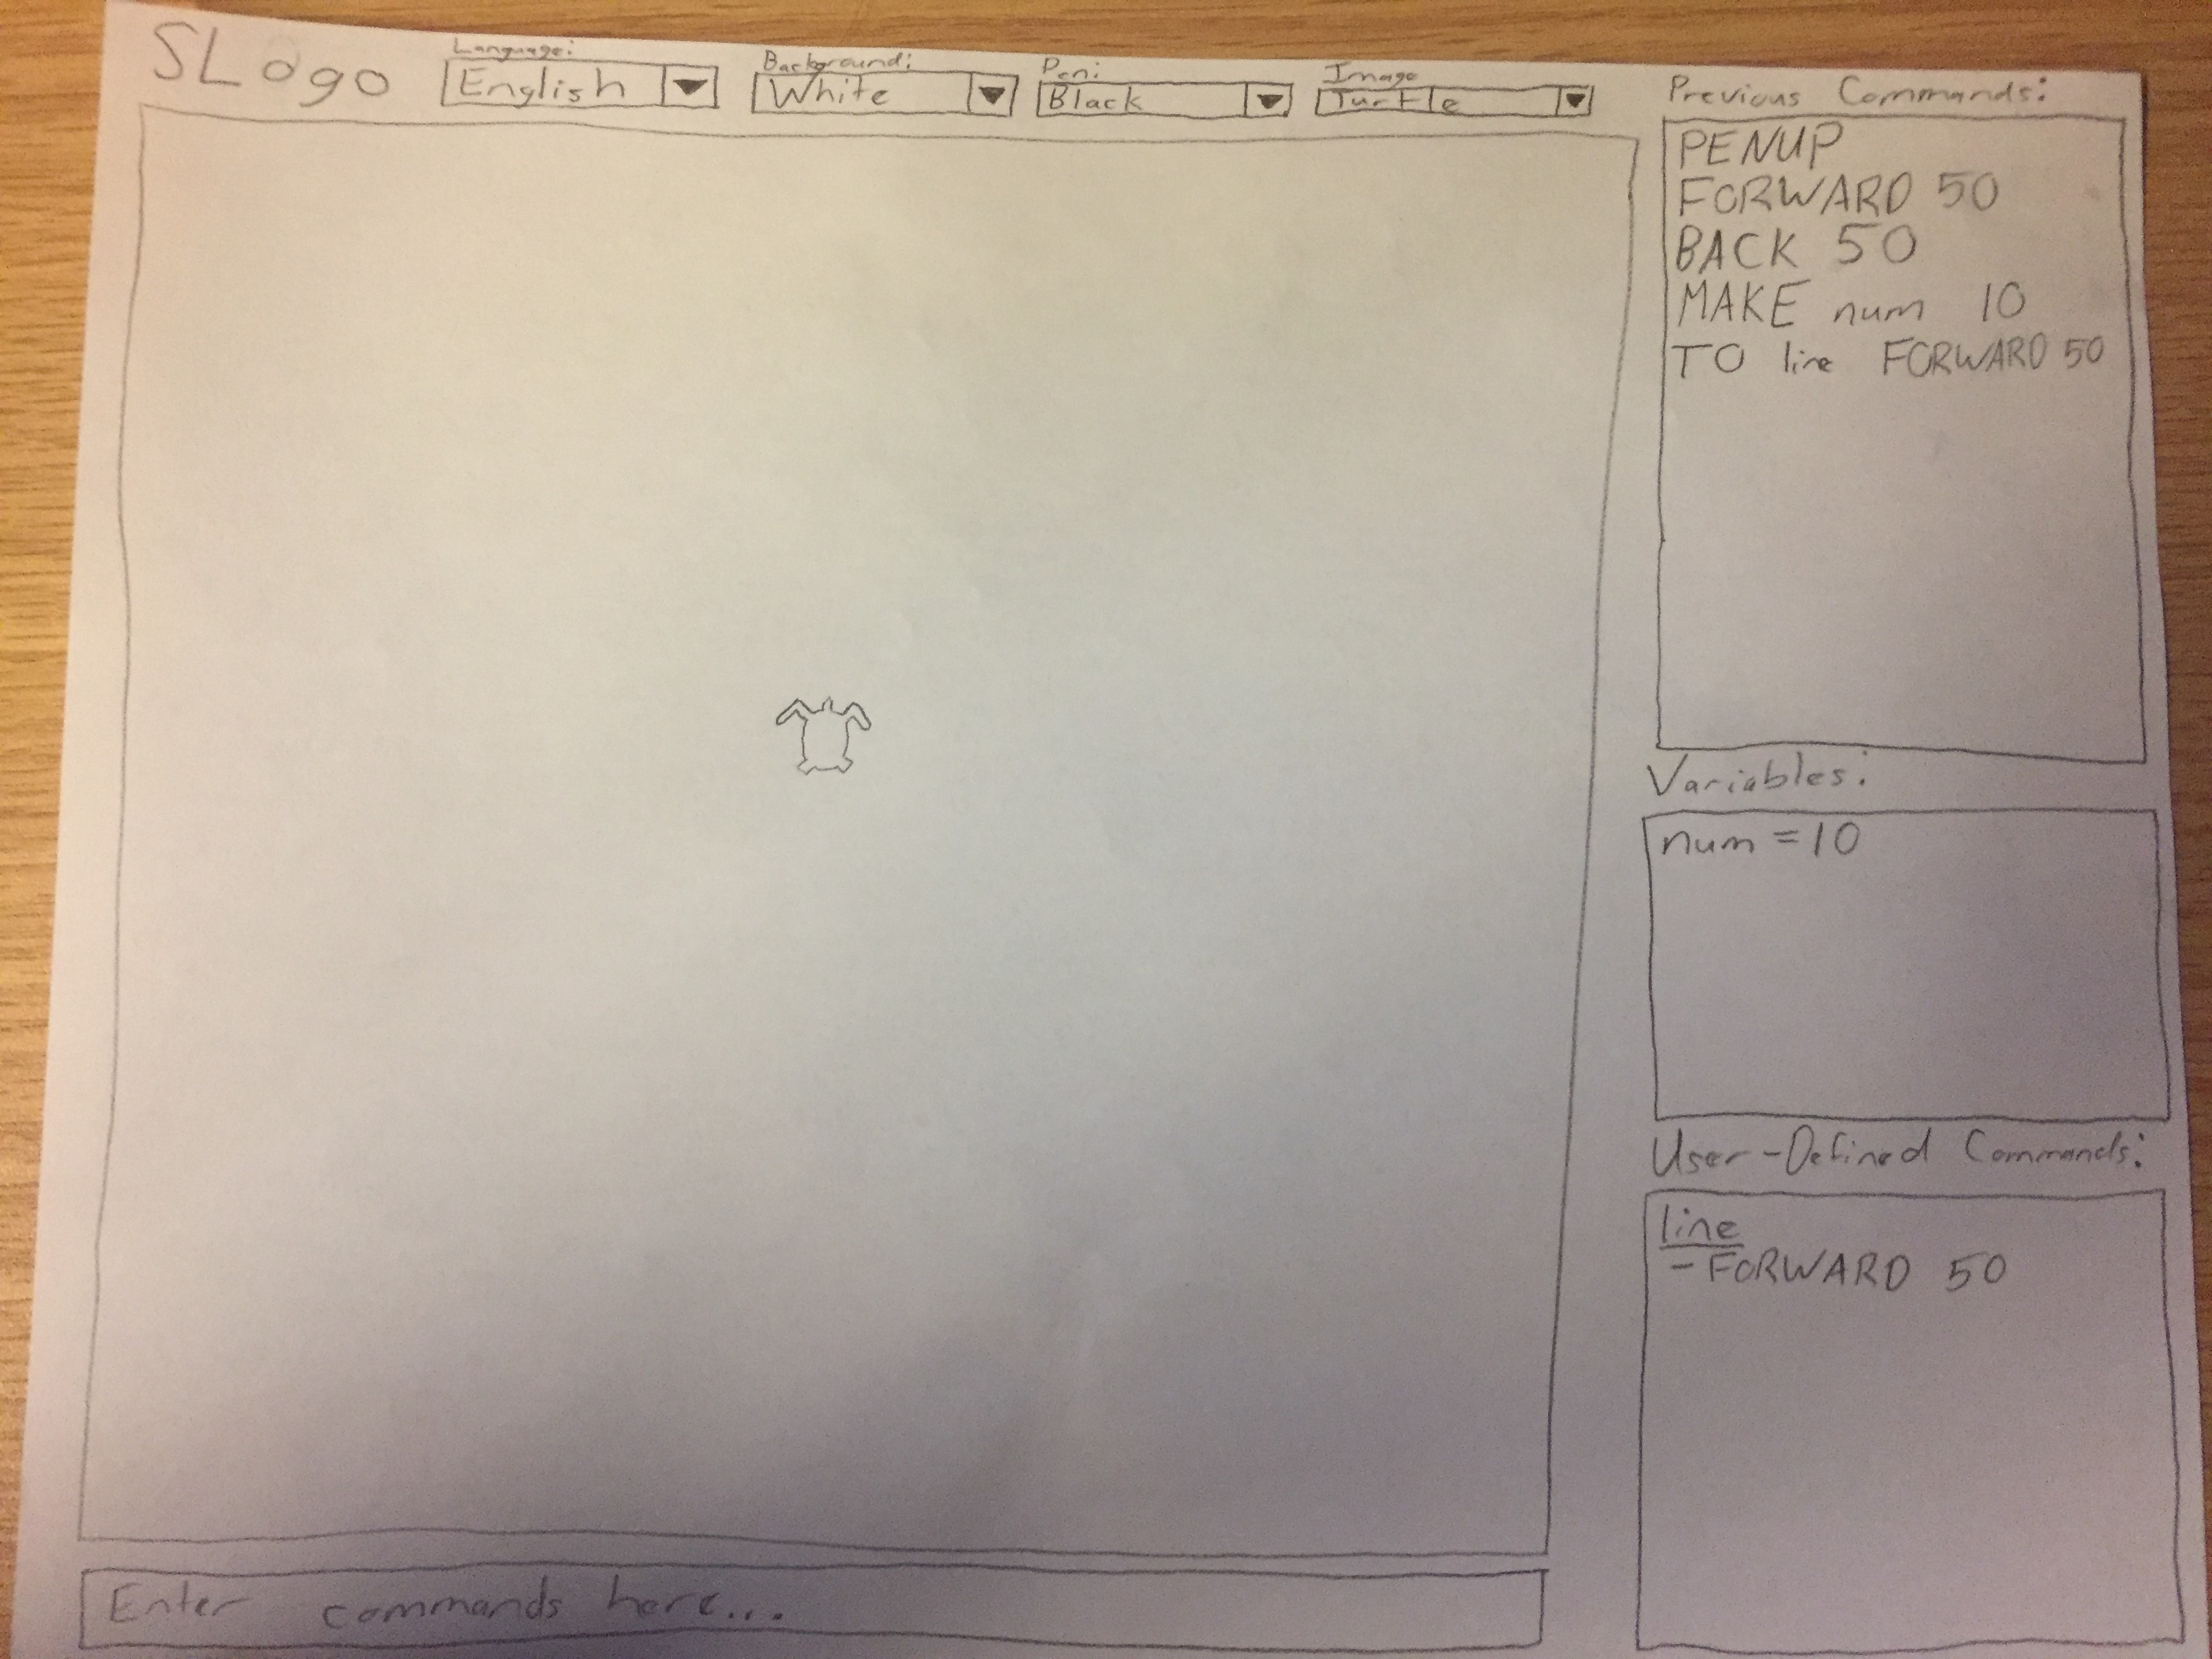 SLogo
Language:
English
Background:
White
Pen:
Black
Image
Turtle
Previous Commands:
PENUP
FORWARD 50
BACK 50
MAKE num 10
TO line FORWARD 50
Variables:
num = 10
User-Defined Commands:
line
- FORWARD 50
Enter commands here...